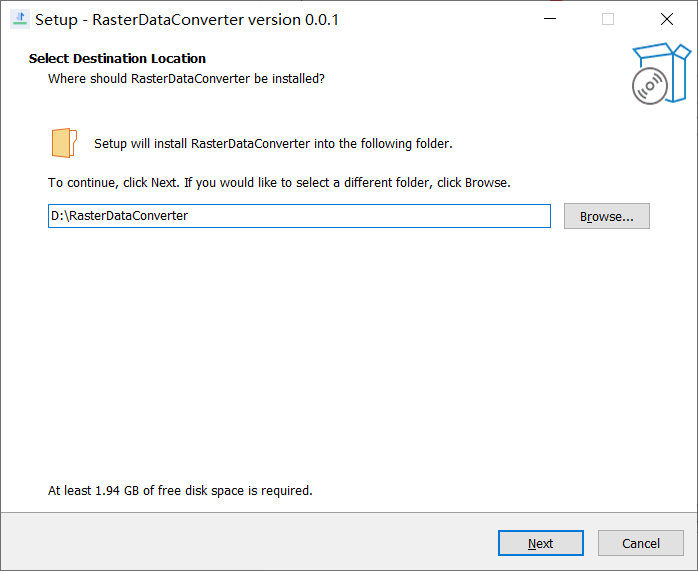 Setup - RasterDataConverter version 0.0.1
Select Destination Location
Where should RasterDataConverter be installed?
Setup will install RasterDataConverter into the following folder.
To continue, click Next. If you would like to select a different folder, click Browse.
D:\RasterDataConverter
Browse...
At least 1.94 GB of free disk space is required.
Next
Cancel